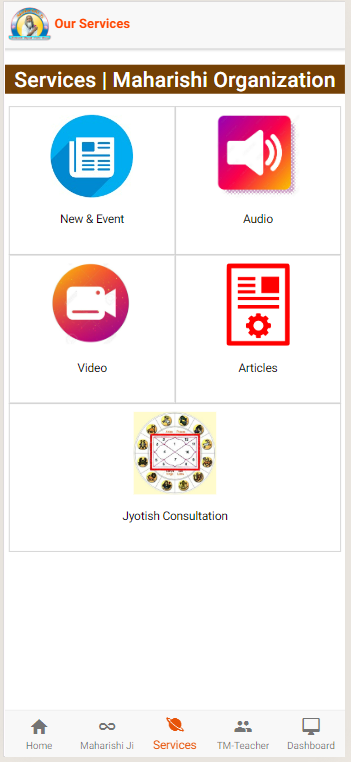 Our Services
Services | Maharishi Organization
New & Event
Audio
Video
Articles
Jyotish Consultation
Home
Maharishi Ji
Services
TM-Teacher
Dashboard